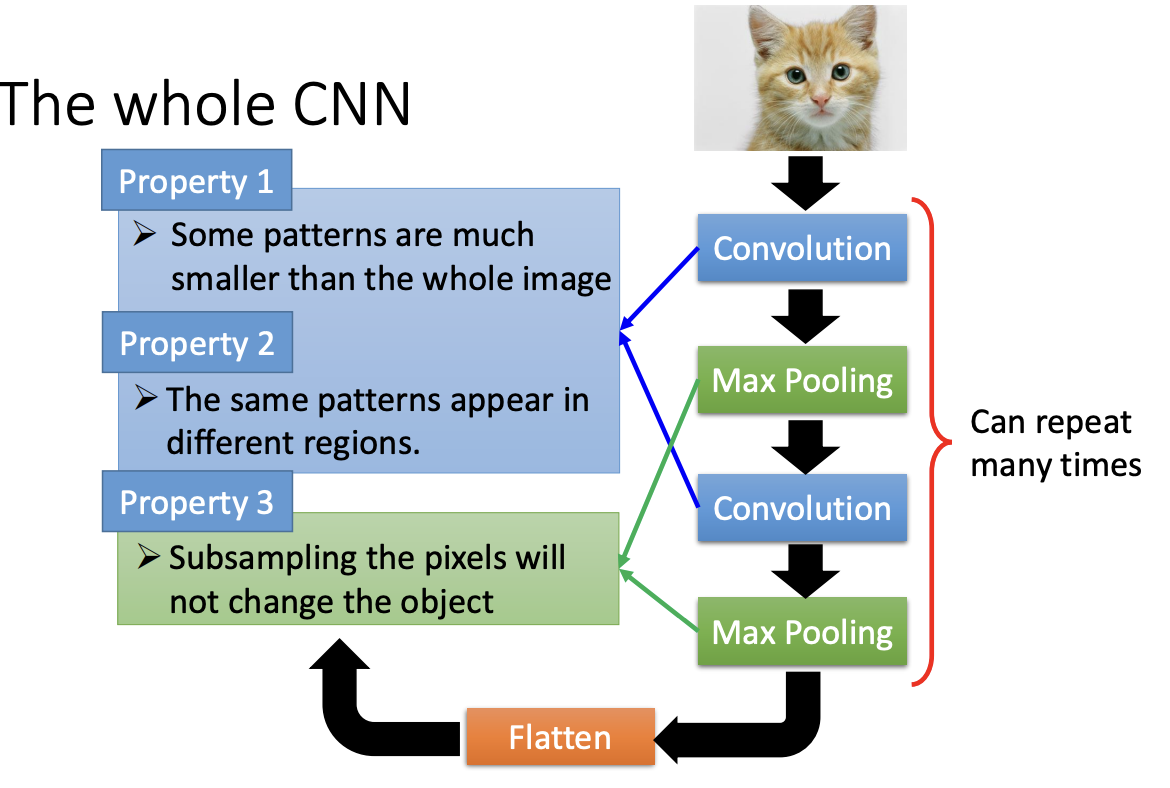 The whole CNN
Property 1
➢ Some patterns are much
smaller than the whole image
Property 2
➢ The same patterns appear in
different regions.
Property 3
➢ Subsampling the pixels will
not change the object
Convolution
Max Pooling
Convolution
Max Pooling
Can repeat
many times
Flatten